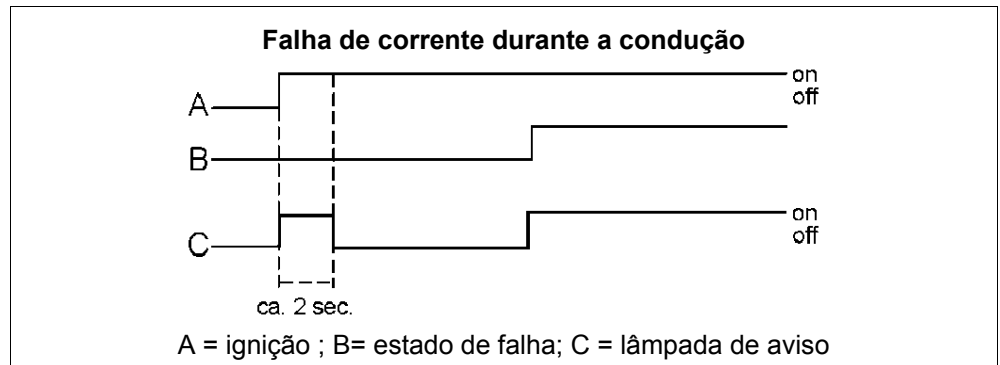 Falha de corrente durante a condução
on
off
A
B
on
off
C
ca. 2 sec.
A = ignição ; B= estado de falha; C = lâmpada de aviso